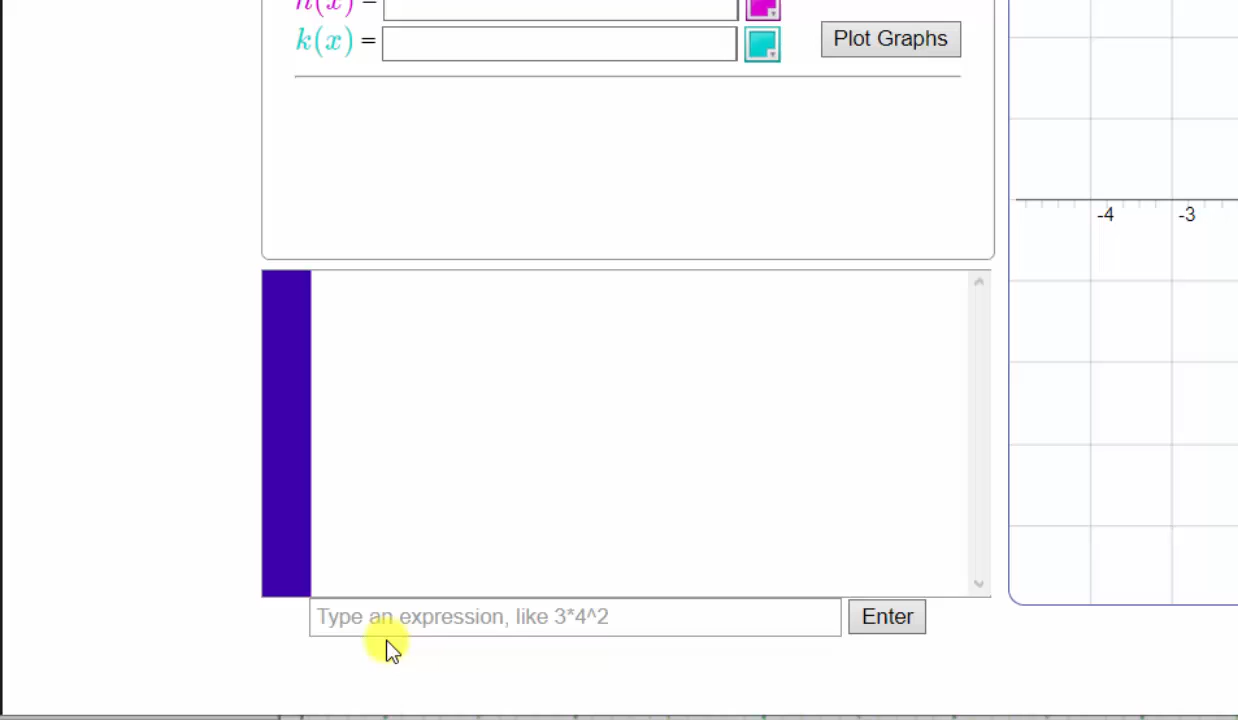 h(x) =
k(x) =
Plot Graphs
-4 -3
Type an expression, like 3*4^2
Enter